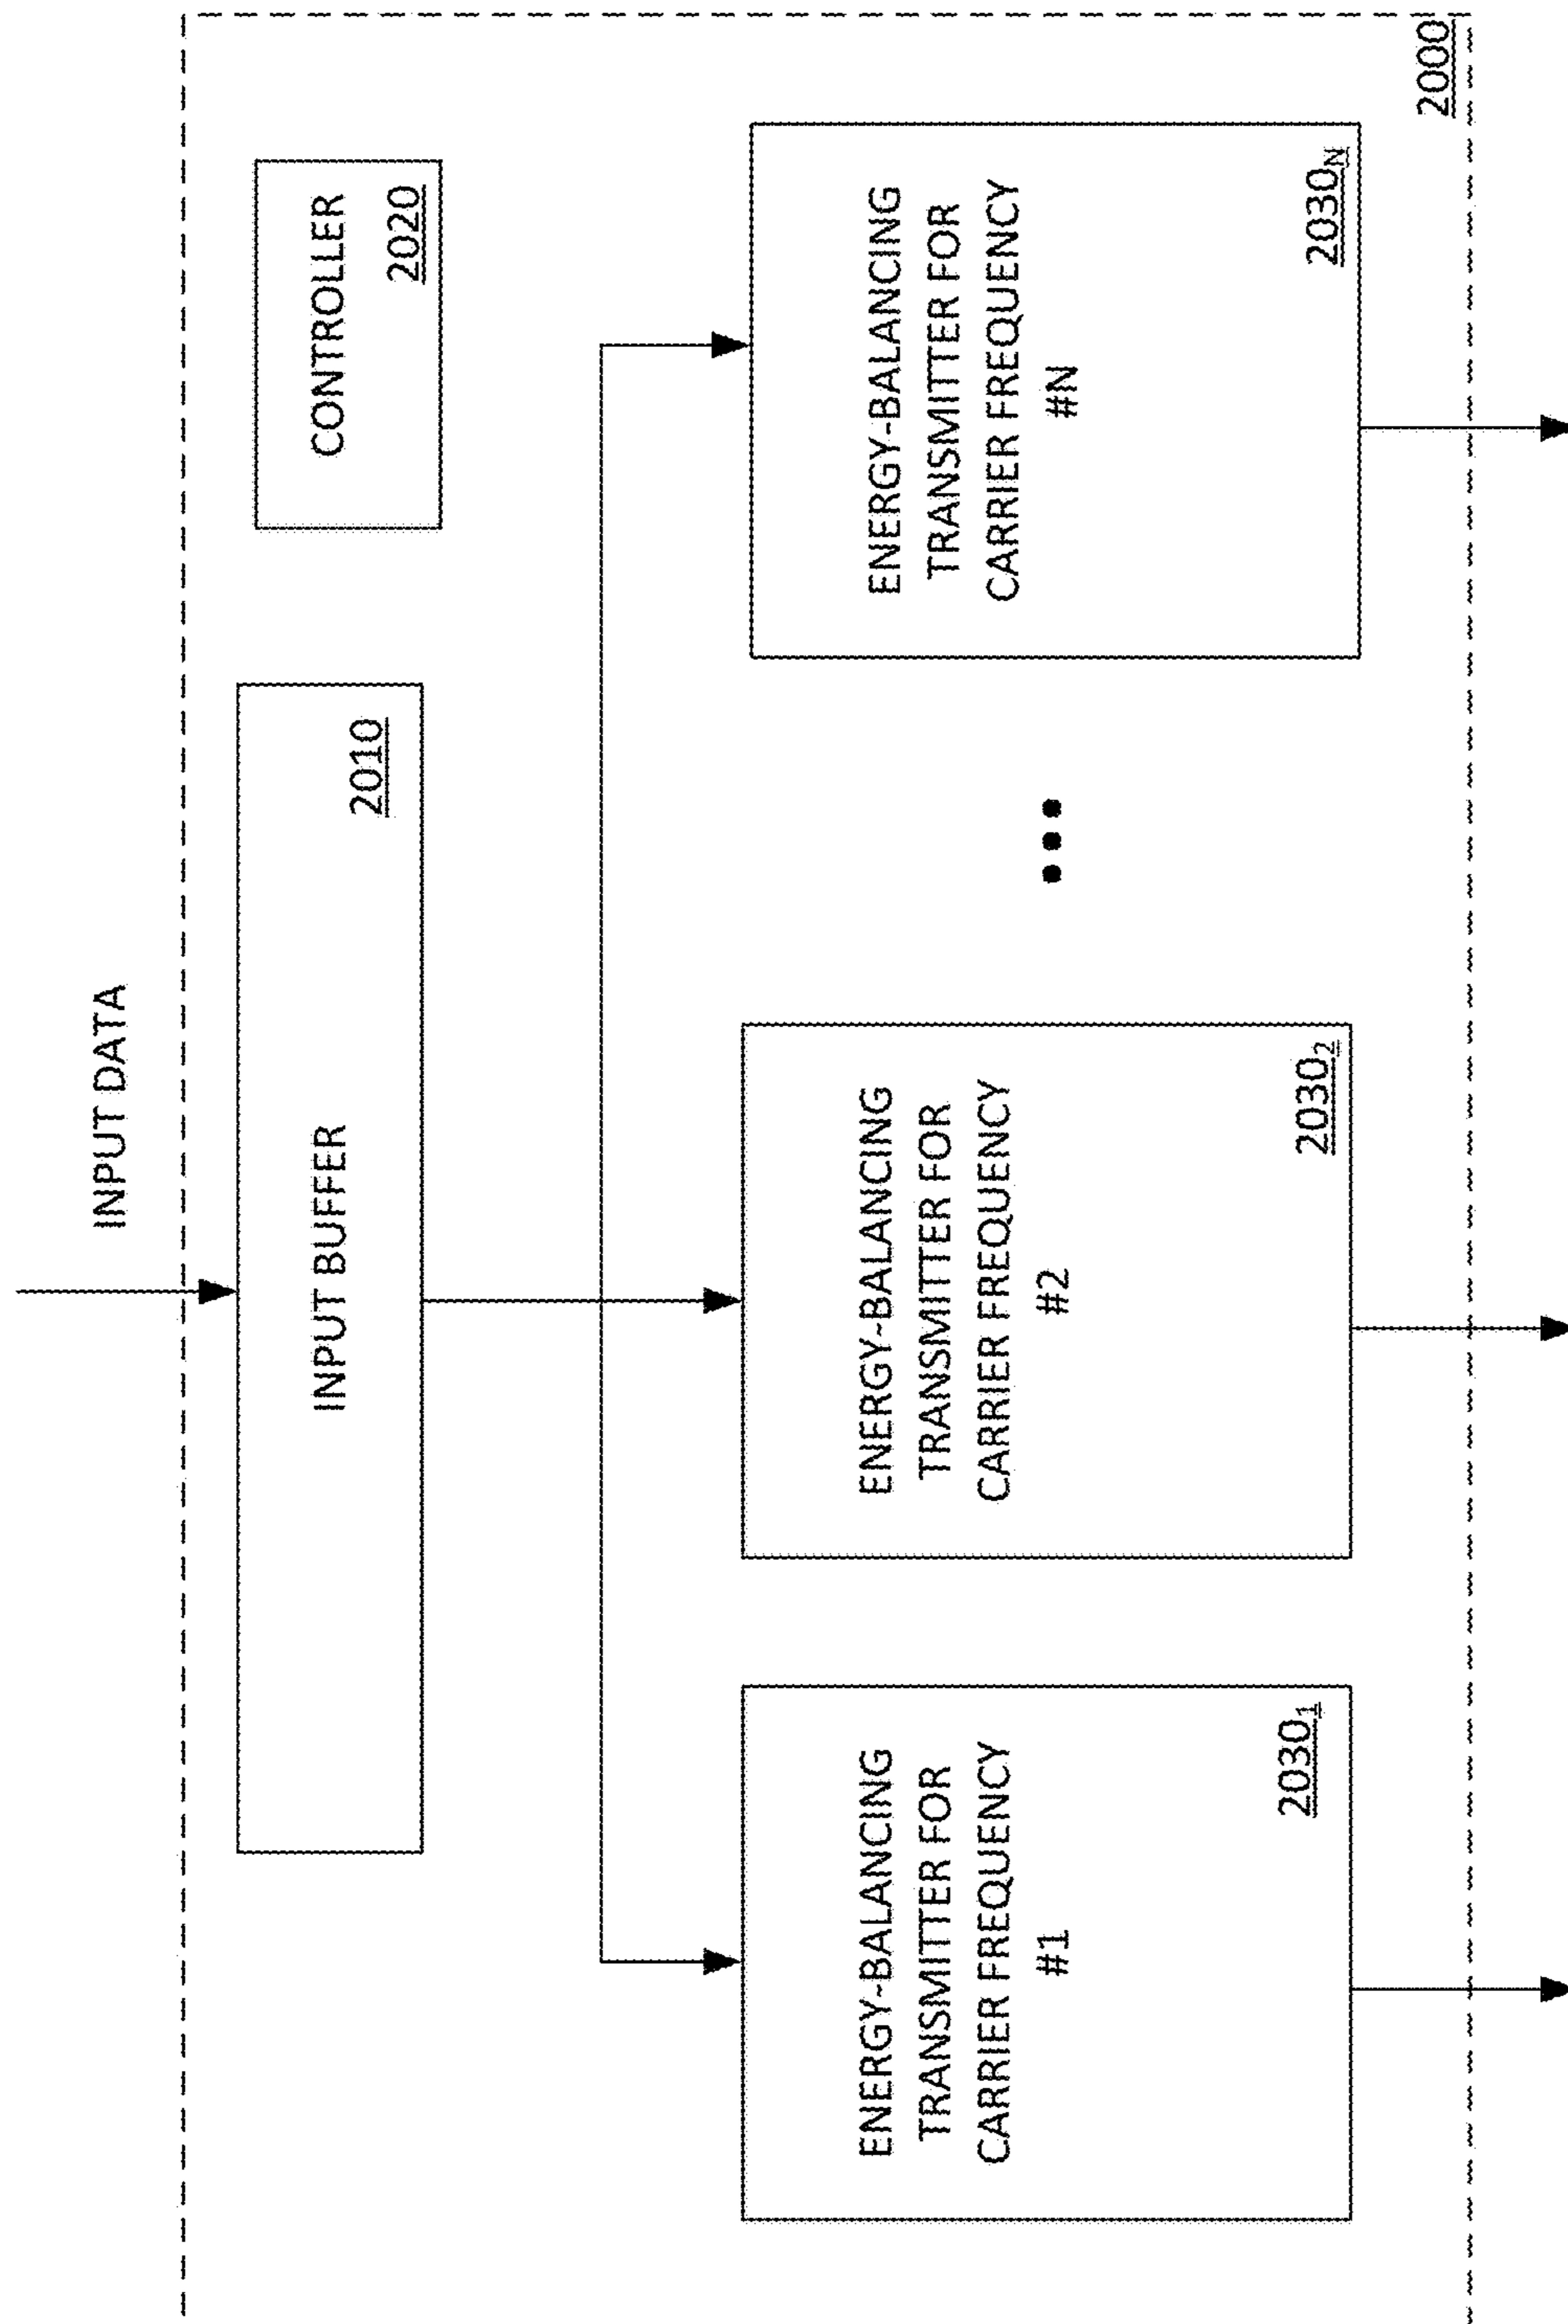 INPUT DATA
INPUT BUFFER
2010
CONTROLLER
2020
ENERGY-BALANCING
TRANSMITTER FOR
CARRIER FREQUENCY
#1
2030₁
ENERGY-BALANCING
TRANSMITTER FOR
CARRIER FREQUENCY
#2
2030₂
•••
ENERGY-BALANCING
TRANSMITTER FOR
CARRIER FREQUENCY
#N
2030N
2000